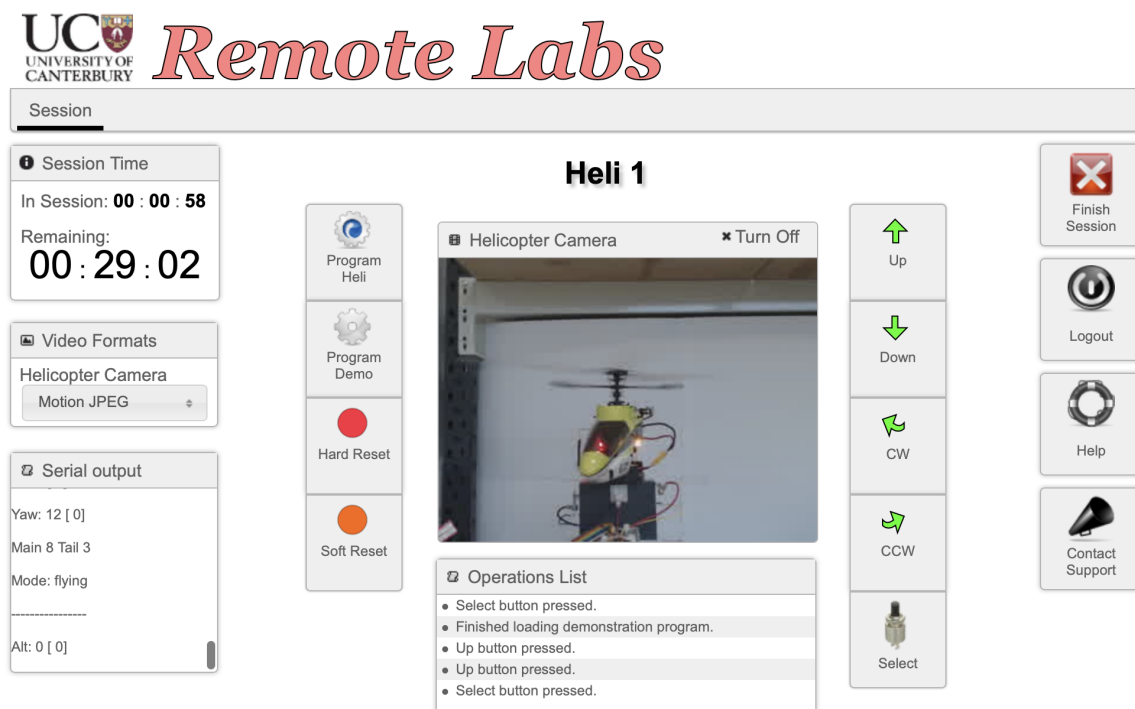 UC
UNIVERSITY OF
CANTERBURY
Remote Labs
Session
Session Time
In Session: 00 : 00 : 58
Remaining:
00 : 29 : 02
Video Formats
Helicopter Camera
Motion JPEG
Serial output
Yaw: 12 [ 0]
Main 8 Tail 3
Mode: flying
----------------
Alt: 0 [ 0]
Heli 1
Program
Heli
Program
Demo
Hard Reset
Soft Reset
Helicopter Camera
Turn Off
Operations List
Select button pressed.
Finished loading demonstration program.
Up button pressed.
Up button pressed.
Select button pressed.
Up
Down
CW
CCW
Select
Finish
Session
Logout
Help
Contact
Support